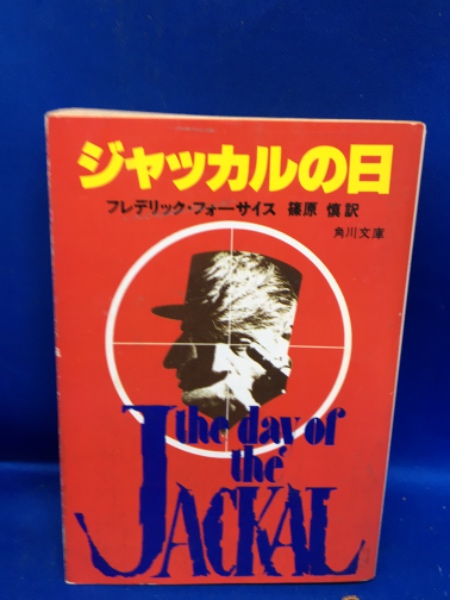 ジャッカルの日
フレデリック・フォーサイス 篠原 慎訳
角川文庫
the day of
the
JACKAL